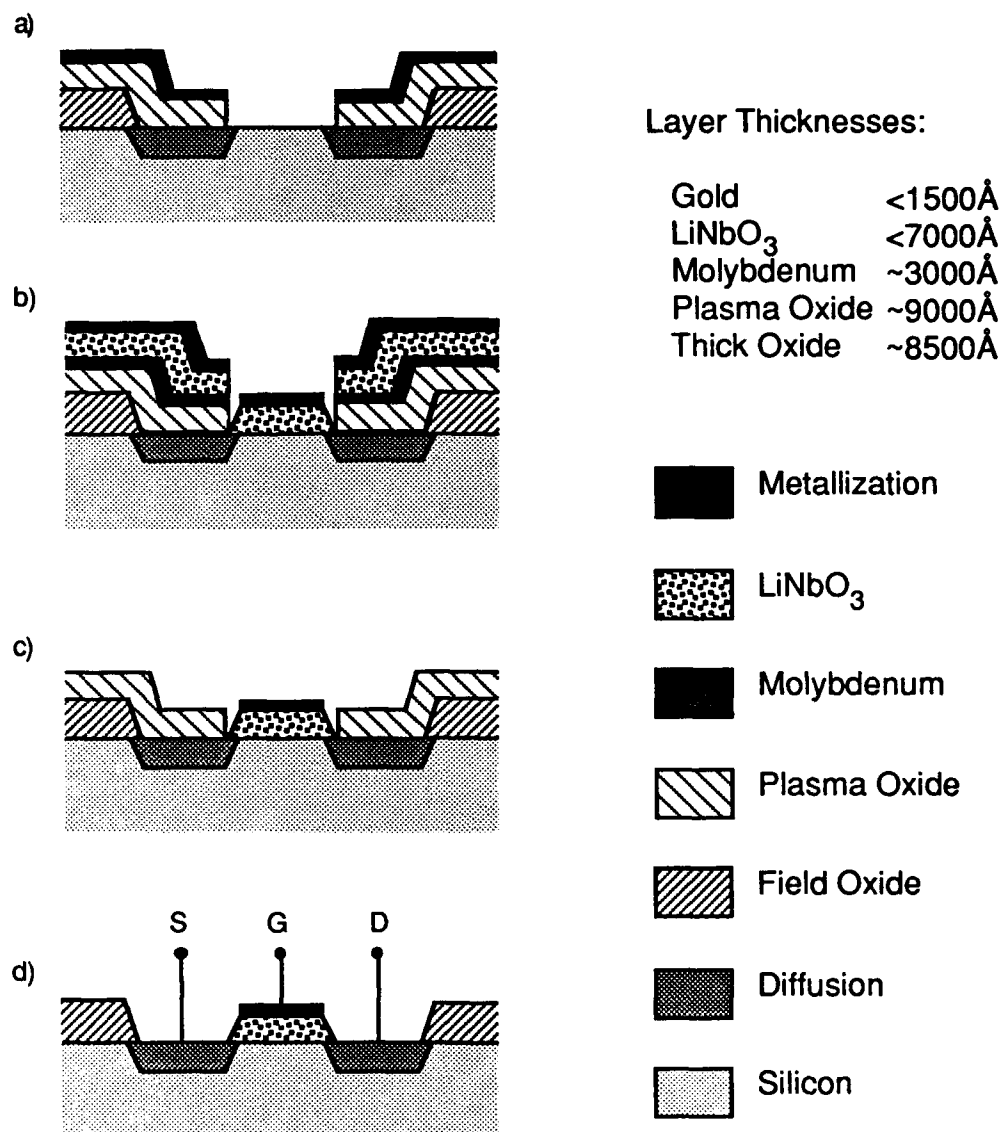 a)
Layer Thicknesses:
Gold <1500Å
LiNbO₃ <7000Å
Molybdenum ~3000Å
Plasma Oxide ~9000Å
Thick Oxide ~8500Å
b)
Metallization
LiNbO₃
c)
Molybdenum
Plasma Oxide
Field Oxide
S G D
d)
Diffusion
Silicon